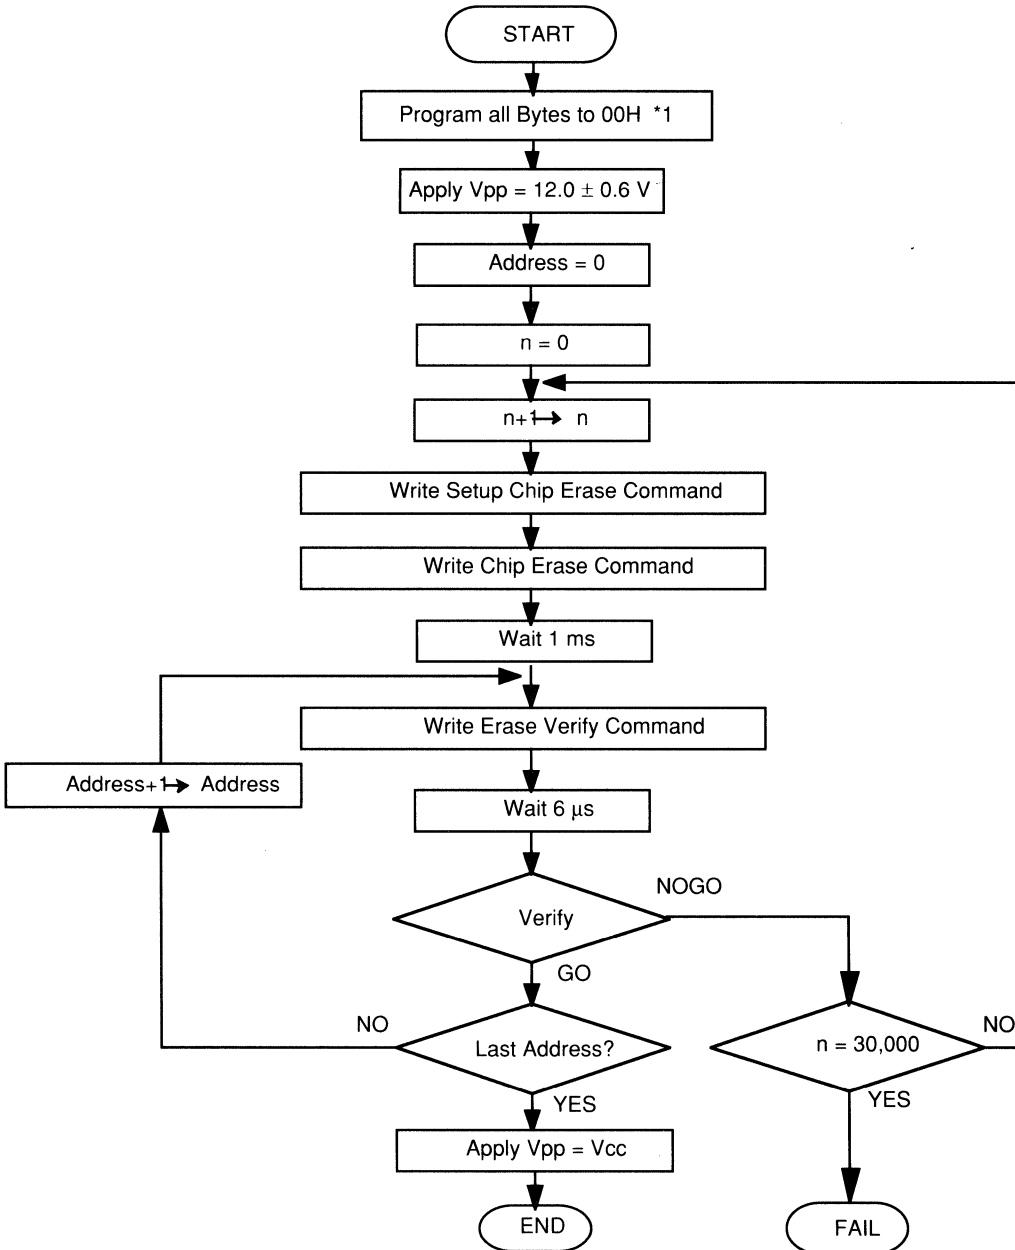 START
Program all Bytes to 00H *1
Apply Vpp = 12.0 ± 0.6 V
Address = 0
n = 0
n+1→ n
Write Setup Chip Erase Command
Write Chip Erase Command
Wait 1 ms
Write Erase Verify Command
Address+1→ Address
Wait 6 µs
NOGO
Verify
GO
NO
Last Address?
n = 30,000
NO
YES
YES
Apply Vpp = Vcc
END
FAIL